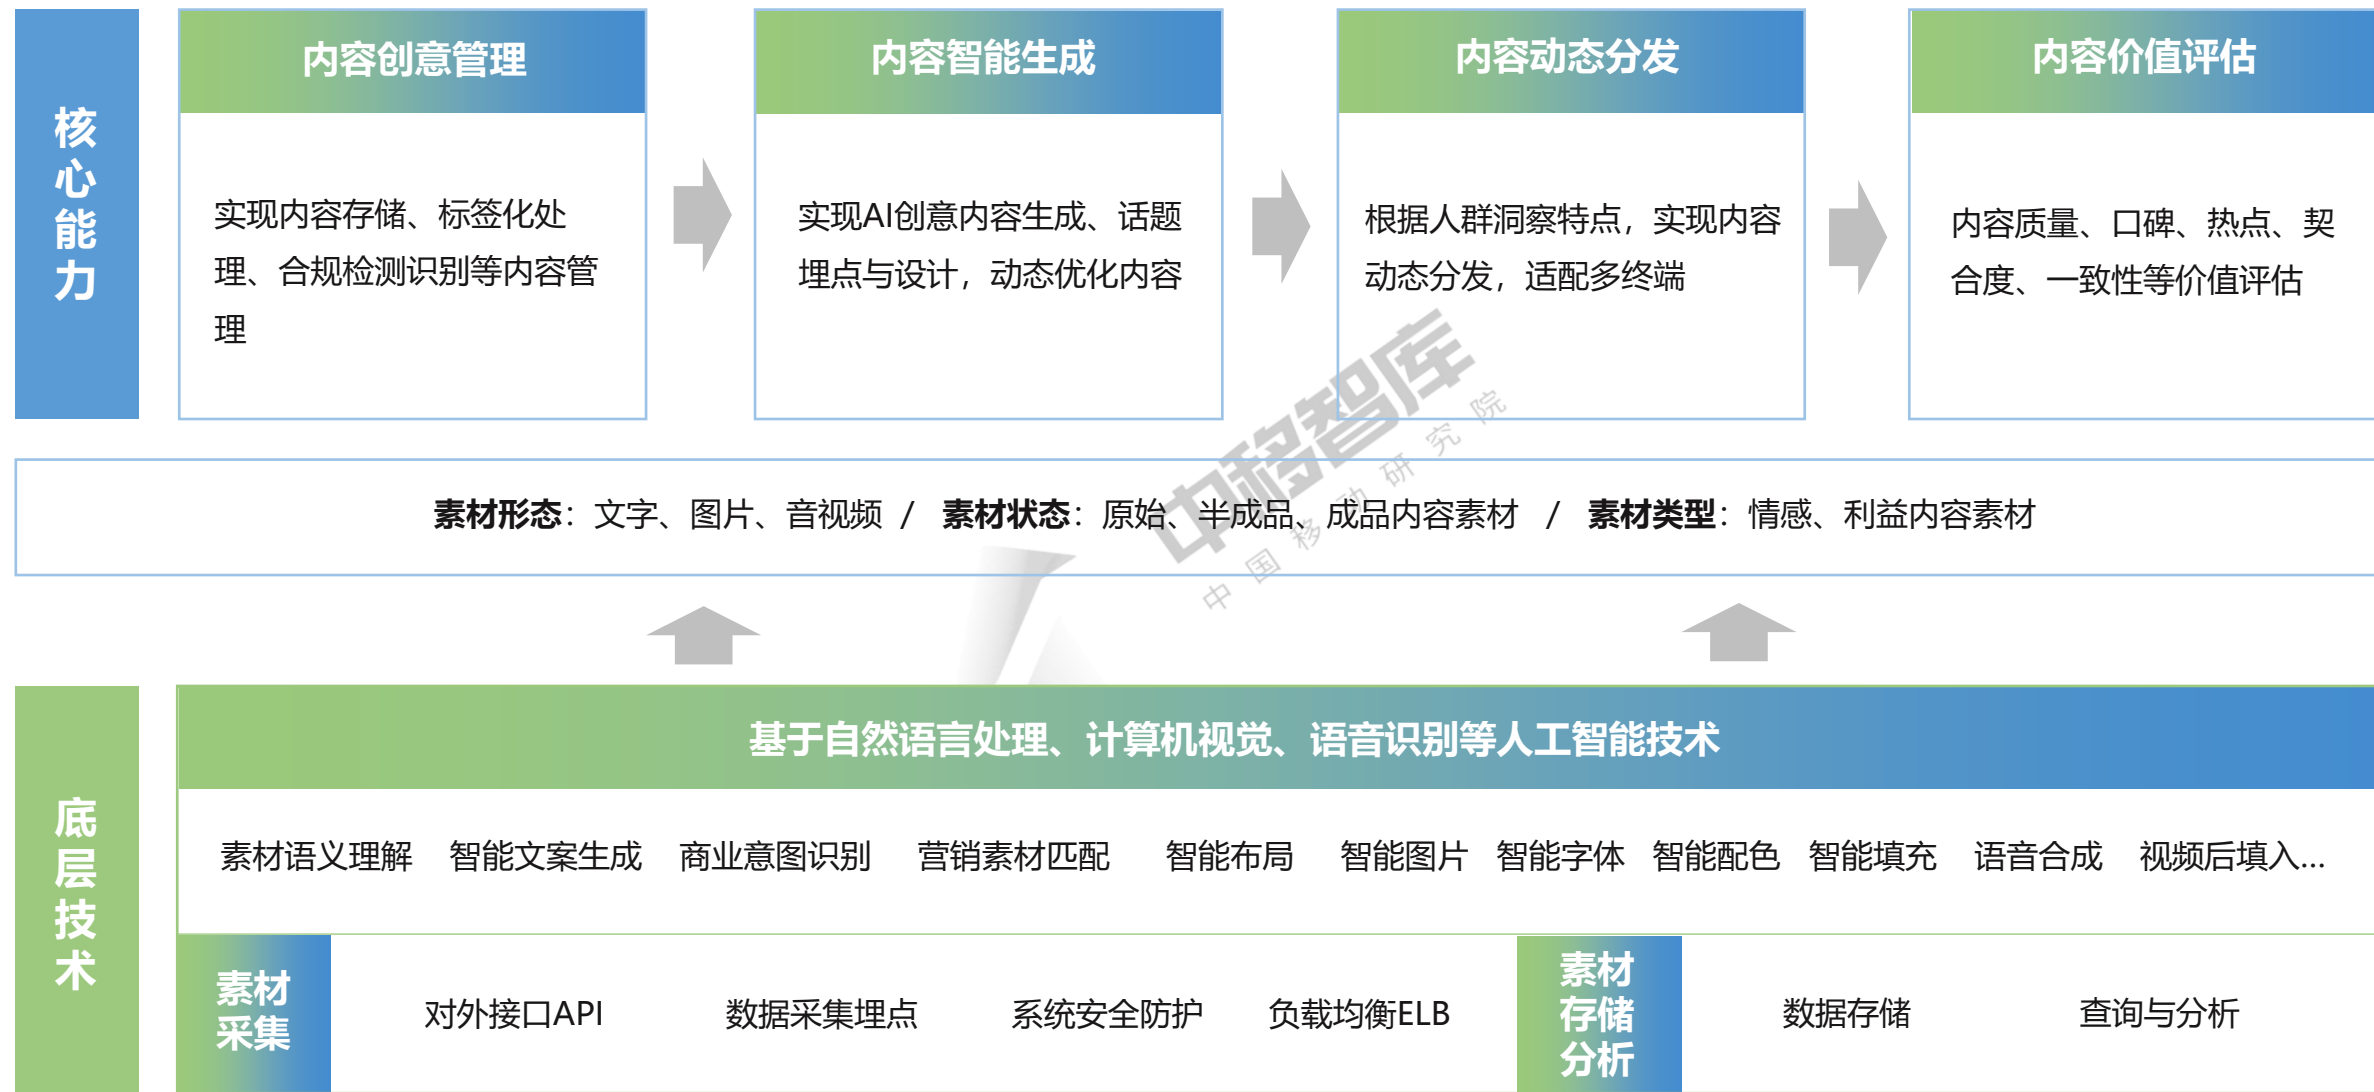 核心能力
内容创意管理
实现内容存储、标签化处
理、合规检测识别等内容管
理
内容智能生成
实现AI创意内容生成、话题
埋点与设计，动态优化内容
内容动态分发
根据人群洞察特点，实现内容
动态分发，适配多终端
内容价值评估
内容质量、口碑、热点、契
合度、一致性等价值评估
中移智库
中国移动研究院
素材形态：文字、图片、音视频 / 素材状态：原始、半成品、成品内容素材 / 素材类型：情感、利益内容素材
底层技术
基于自然语言处理、计算机视觉、语音识别等人工智能技术
素材语义理解 智能文案生成 商业意图识别 营销素材匹配 智能布局 智能图片 智能字体 智能配色 智能填充 语音合成 视频后填入...
素材
采集
对外接口API 数据采集埋点 系统安全防护 负载均衡ELB
素材
存储
分析
数据存储 查询与分析